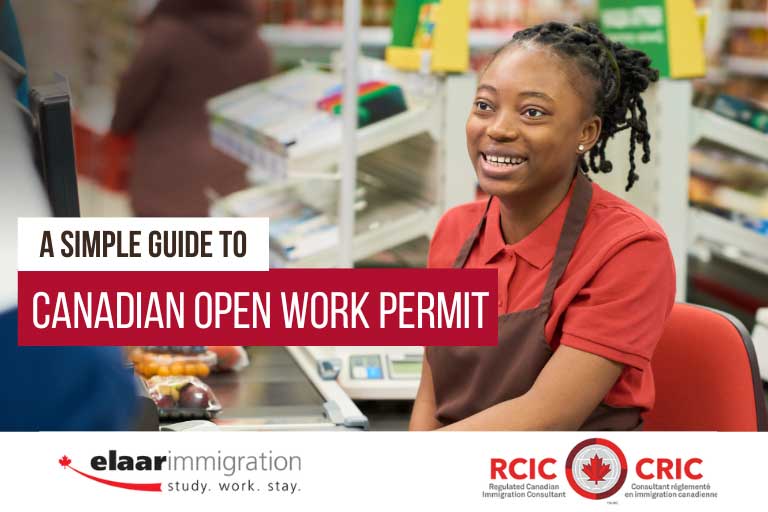 A SIMPLE GUIDE TO
CANADIAN OPEN WORK PERMIT
elaarimmigration
study. work. stay.
RCIC
Regulated Canadian
Immigration Consultant
CRIC
Consultant réglementé
en immigration canadienne